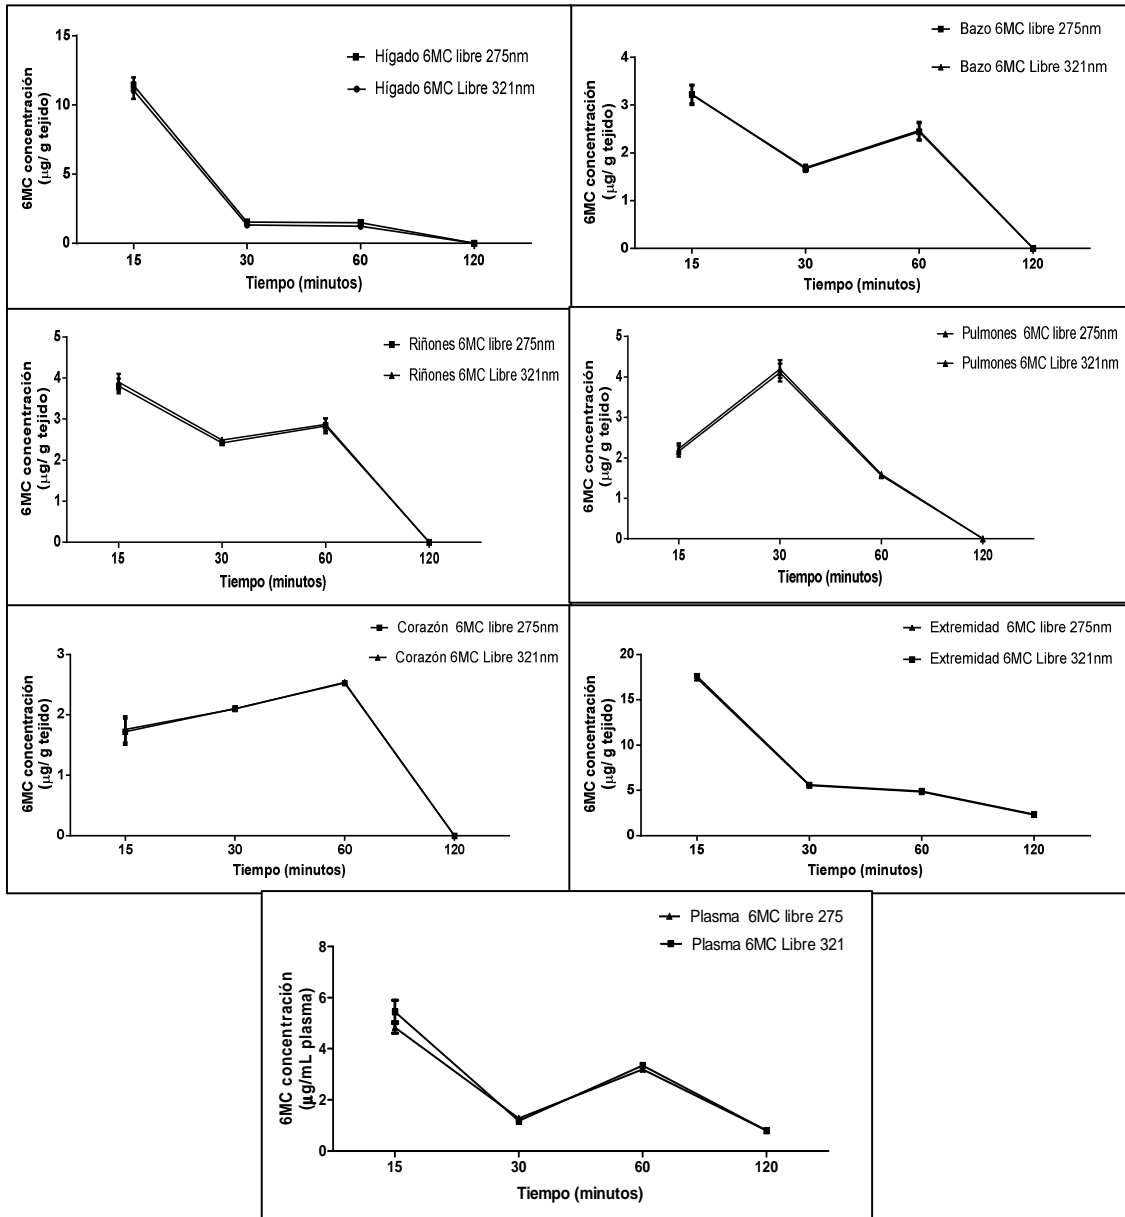 Hígado 6MC libre 275nm
Hígado 6MC Libre 321nm
6MC concentración
(µg/ g tejido)
15
10
5
0
15 30 60 120
Tiempo (minutos)
Bazo 6MC libre 275nm
Bazo 6MC Libre 321nm
6MC concentración
(µg/ g tejido)
4
3
2
1
0
15 30 60 120
Tiempo (minutos)
Riñones 6MC libre 275nm
Riñones 6MC Libre 321nm
6MC concentración
(µg/ g tejido)
5
4
3
2
1
0
15 30 60 120
Tiempo (minutos)
Pulmones 6MC libre 275nm
Pulmones 6MC Libre 321nm
6MC concentración
(µg/ g tejido)
5
4
3
2
1
0
15 30 60 120
Tiempo (minutos)
Corazón 6MC libre 275nm
Corazón 6MC Libre 321nm
6MC concentración
(µg/ g tejido)
3
2
1
0
15 30 60 120
Tiempo (minutos)
Extremidad 6MC libre 275nm
Extremidad 6MC Libre 321nm
6MC concentración
(µg/ g tejido)
20
15
10
5
0
15 30 60 120
Tiempo (minutos)
Plasma 6MC libre 275
Plasma 6MC Libre 321
6MC concentración
(µg/mL plasma)
8
6
4
2
0
15 30 60 120
Tiempo (minutos)